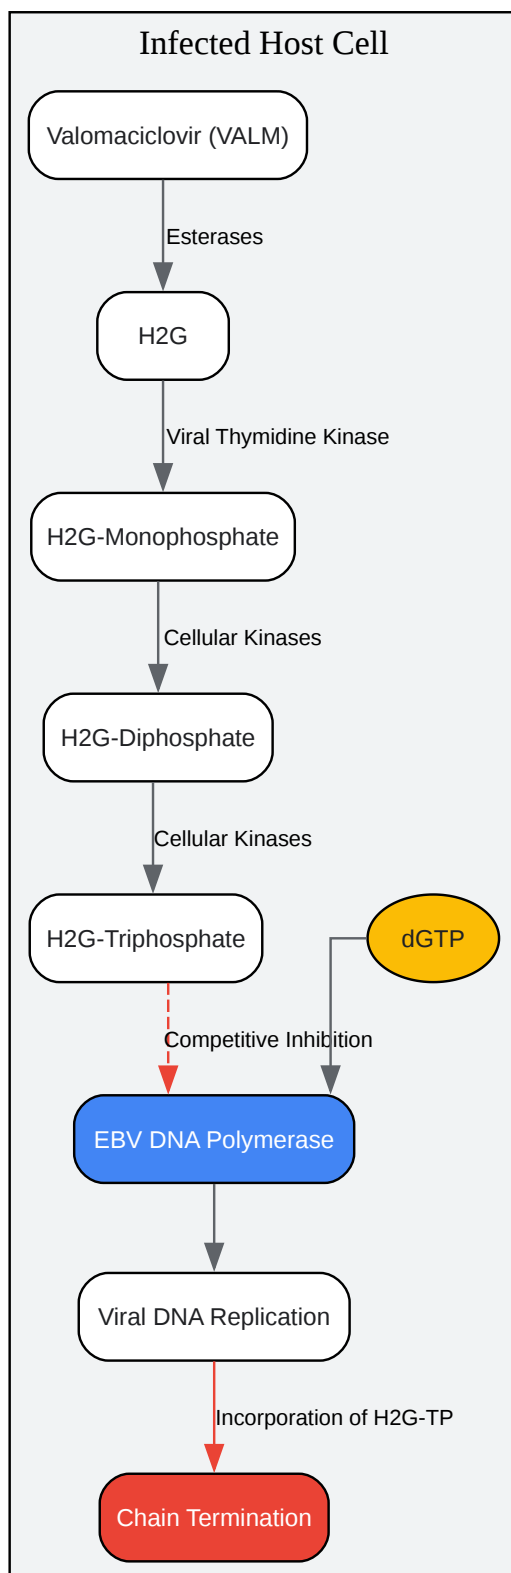 Infected Host Cell
Valomaciclovir (VALM)
Esterases
H2G
Viral Thymidine Kinase
H2G-Monophosphate
Cellular Kinases
H2G-Diphosphate
Cellular Kinases
H2G-Triphosphate
dGTP
Competitive Inhibition
EBV DNA Polymerase
Viral DNA Replication
Incorporation of H2G-TP
Chain Termination